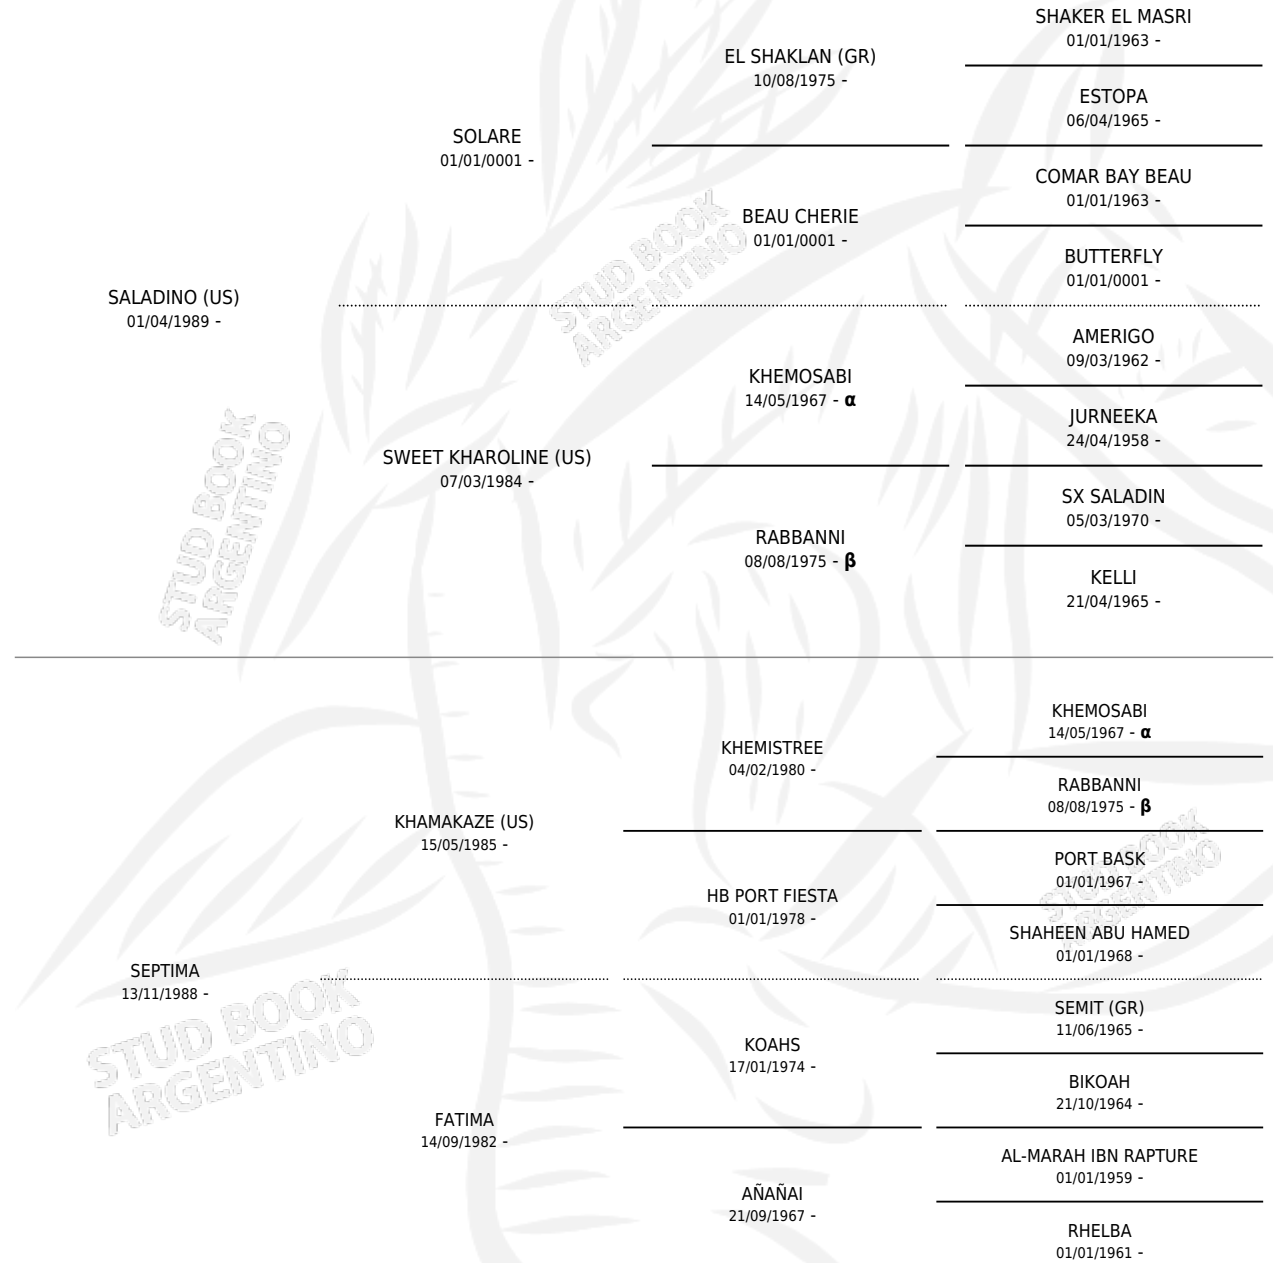 SHAKER EL MASRI
01/01/1963 -
EL SHAKLAN (GR)
10/08/1975 -
ESTOPA
06/04/1965 -
SOLARE
01/01/0001 -
COMAR BAY BEAU
01/01/1963 -
BEAU CHERIE
01/01/0001 -
BUTTERFLY
01/01/0001 -
SALADINO (US)
01/04/1989 -
AMERIGO
09/03/1962 -
KHEMOSABI
14/05/1967 - α
JURNEEKA
24/04/1958 -
SWEET KHAROLINE (US)
07/03/1984 -
SX SALADIN
05/03/1970 -
RABBANNI
08/08/1975 - β
KELLI
21/04/1965 -
KHEMOSABI
14/05/1967 - α
KHEMISTREE
04/02/1980 -
RABBANNI
08/08/1975 - β
KHAMAKAZE (US)
15/05/1985 -
PORT BASK
01/01/1967 -
HB PORT FIESTA
01/01/1978 -
SHAHEEN ABU HAMED
01/01/1968 -
SEPTIMA
13/11/1988 -
SEMIT (GR)
11/06/1965 -
KOAHS
17/01/1974 -
BIKOAH
21/10/1964 -
FATIMA
14/09/1982 -
AL-MARAH IBN RAPTURE
01/01/1959 -
AÑAÑAI
21/09/1967 -
RHELBA
01/01/1961 -
STUD BOOK
ARGENTINO
STUD BOOK
ARGENTINO
STUD BOOK
ARGENTINO
STUD BOOK
ARGENTINO